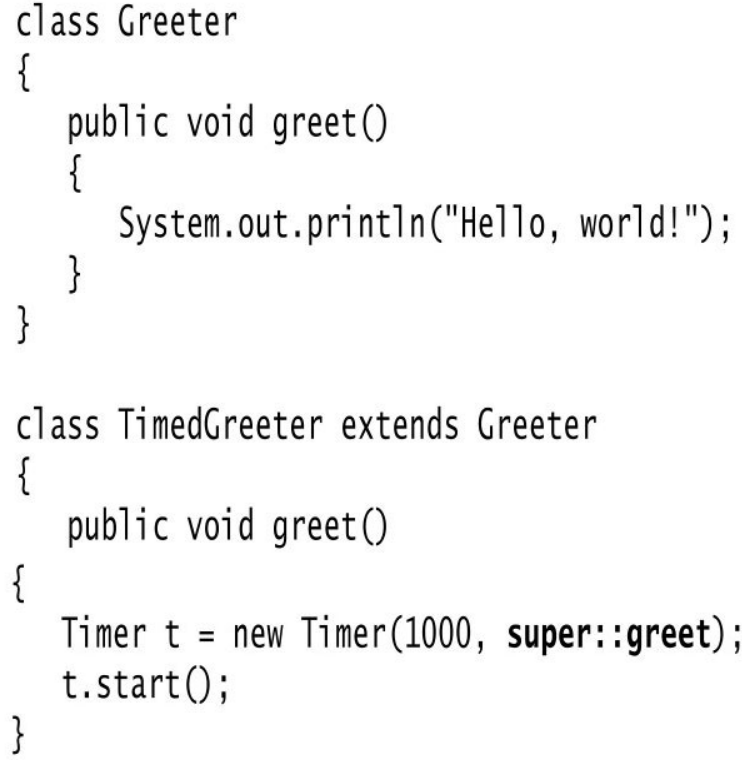 class Greeter
{
   public void greet()
   {
      System.out.println("Hello, world!");
   }
}

class TimedGreeter extends Greeter
{
   public void greet()
{
   Timer t = new Timer(1000, super::greet);
   t.start();
}